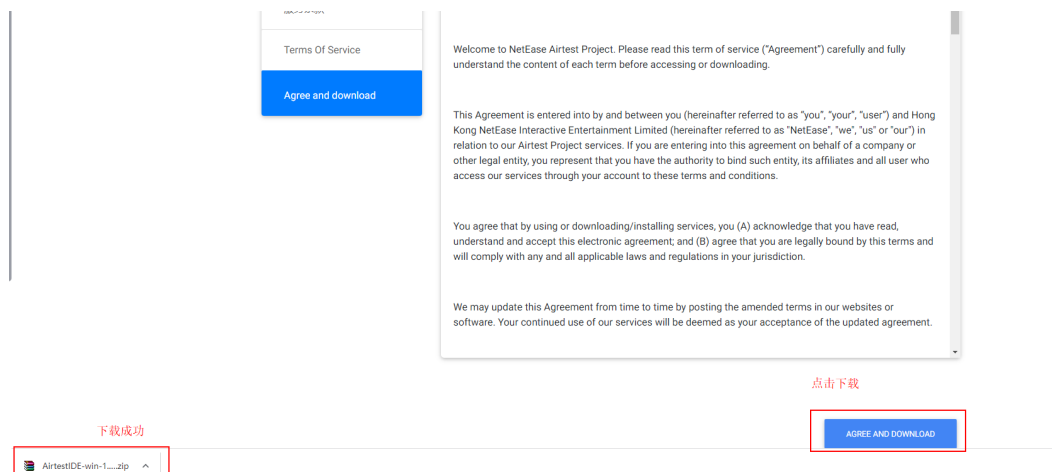 Terms Of Service
Agree and download
Welcome to NetEase Airtest Project. Please read this term of service (“Agreement”) carefully and fully
understand the content of each term before accessing or downloading.
This Agreement is entered into by and between you (hereinafter referred to as “you”, “your”, “user”) and Hong
Kong NetEase Interactive Entertainment Limited (hereinafter referred to as “NetEase”, “we”, “us” or “our”) in
relation to our Airtest Project services. If you are entering into this agreement on behalf of a company or
other legal entity, you represent that you have the authority to bind such entity, its affiliates and all user who
access our services through your account to these terms and conditions.
You agree that by using or downloading/installing services, you (A) acknowledge that you have read,
understand and accept this electronic agreement; and (B) agree that you are legally bound by this terms and
will comply with any and all applicable laws and regulations in your jurisdiction.
We may update this Agreement from time to time by posting the amended terms in our websites or
software. Your continued use of our services will be deemed as your acceptance of the updated agreement.
点击下载
AGREE AND DOWNLOAD
下载成功
AirtestIDE-win-1.....zip